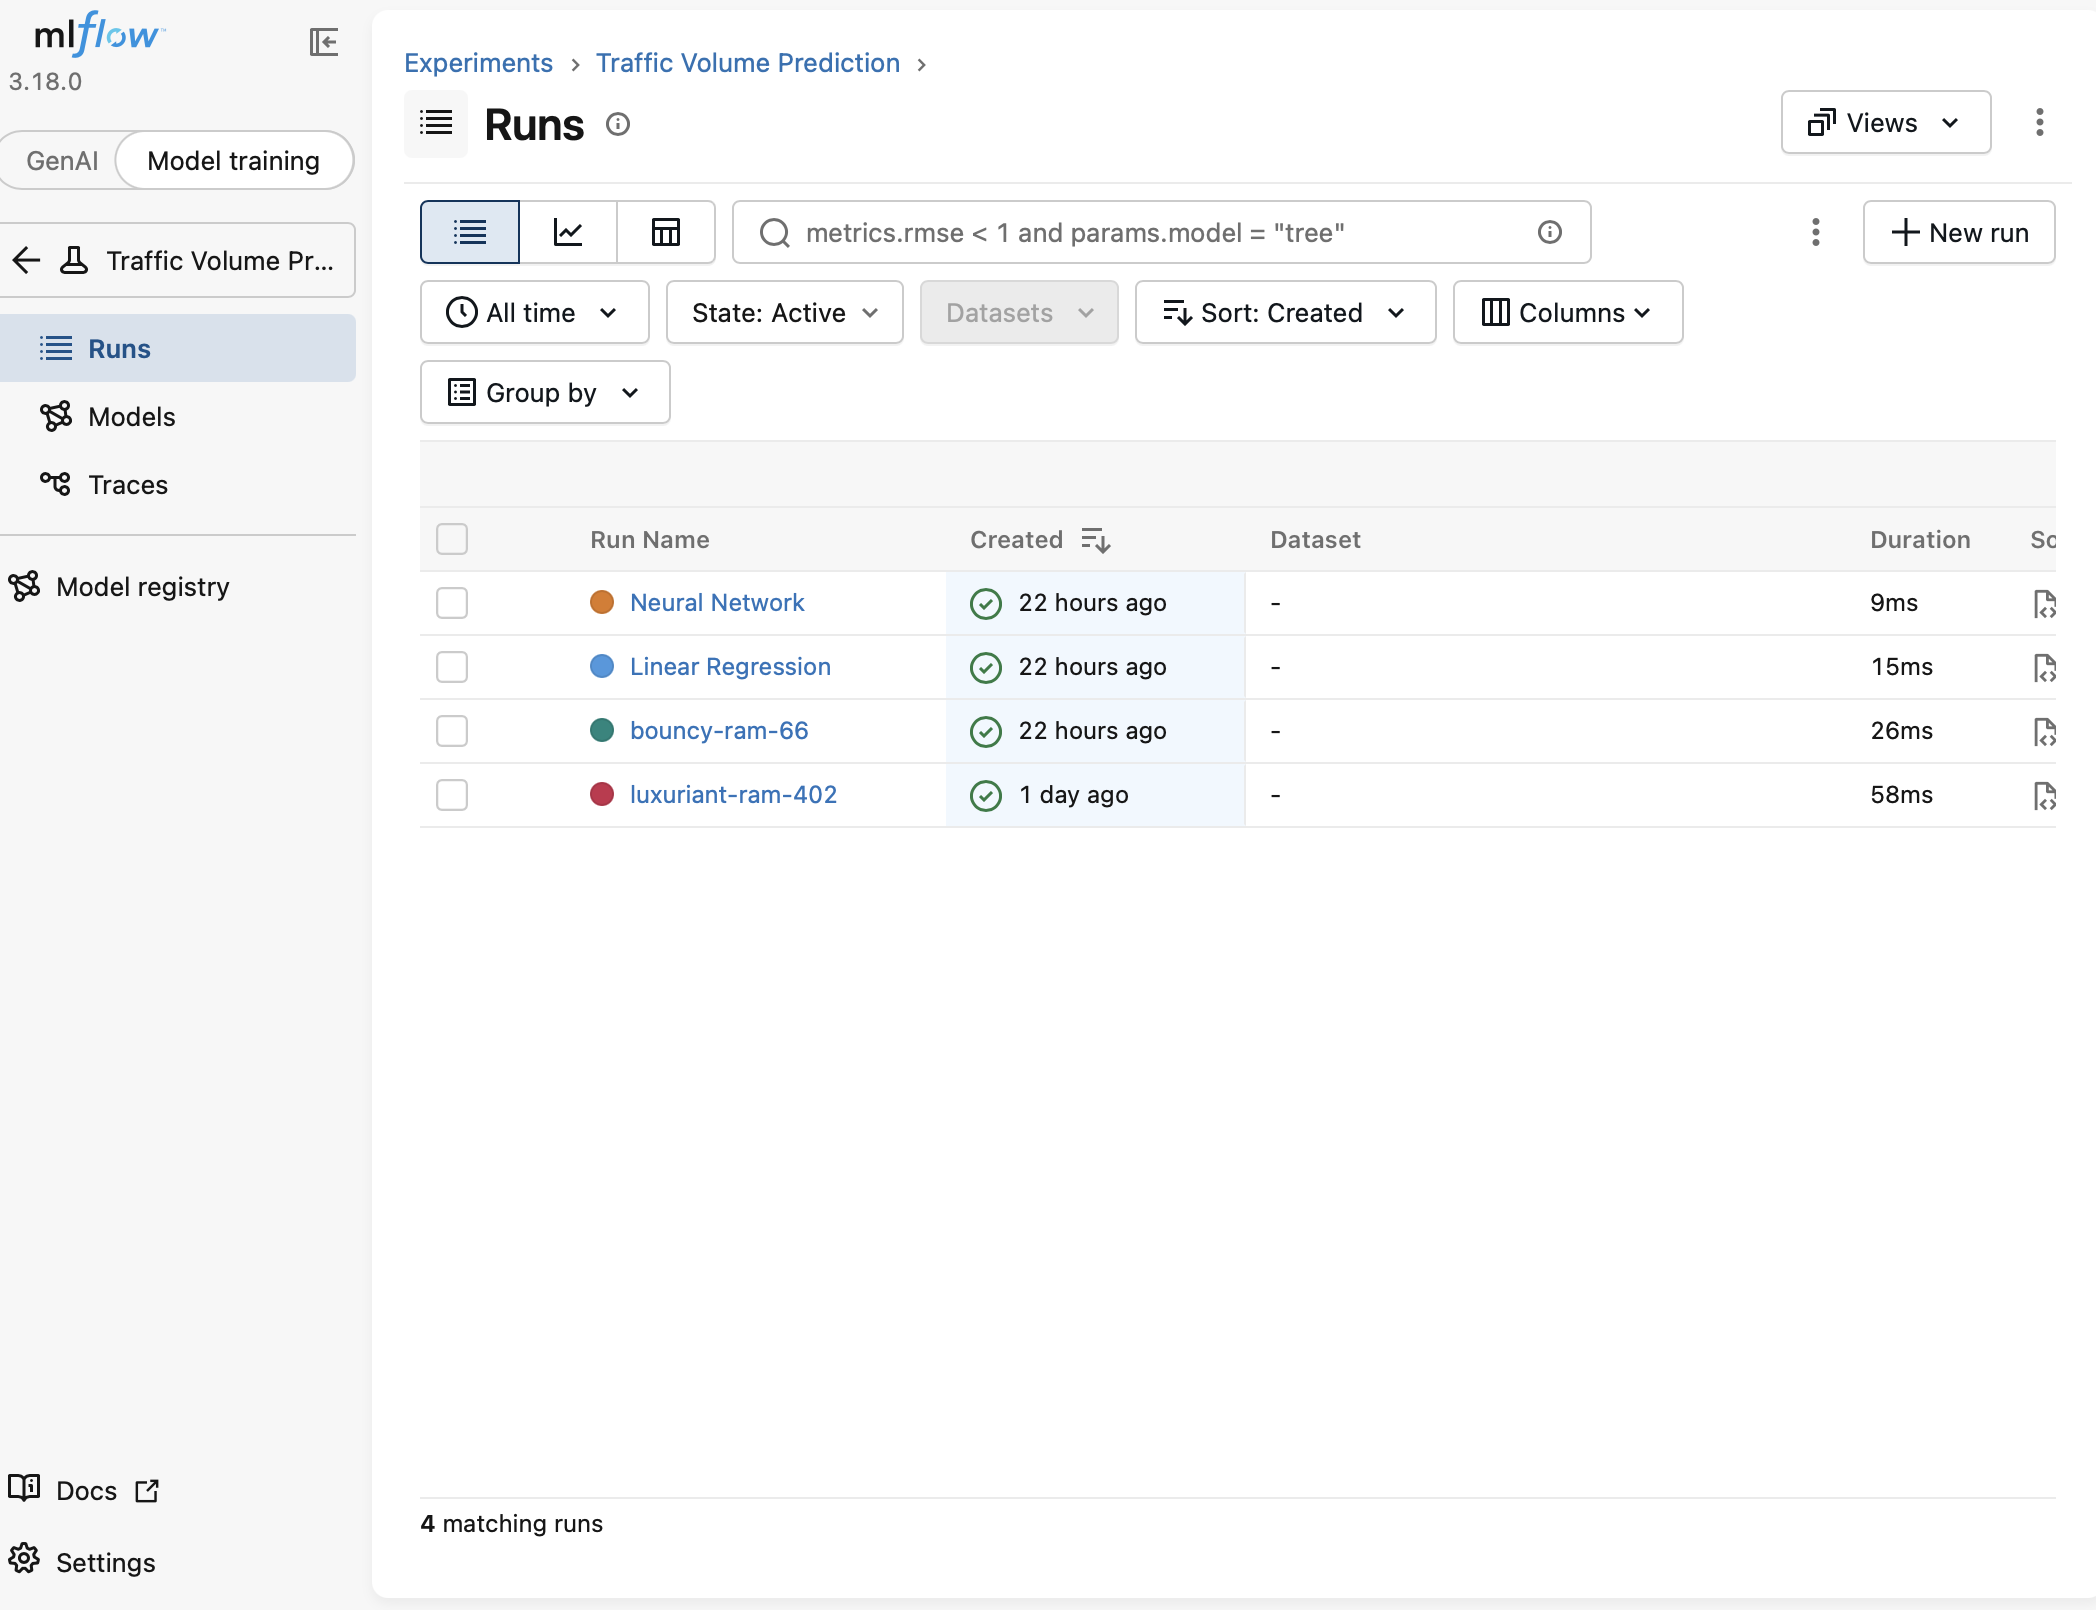 mlflow™
3.18.0
GenAI
Model training
Traffic Volume Pr...
Runs
Models
Traces
Model registry
Docs
Settings
Experiments > Traffic Volume Prediction >
Runs
Views
metrics.rmse < 1 and params.model = "tree"
New run
All time
State: Active
Datasets
Sort: Created
Columns
Group by
Run Name Created Dataset Duration So
Neural Network 22 hours ago - 9ms
Linear Regression 22 hours ago - 15ms
bouncy-ram-66 22 hours ago - 26ms
luxuriant-ram-402 1 day ago - 58ms
4 matching runs